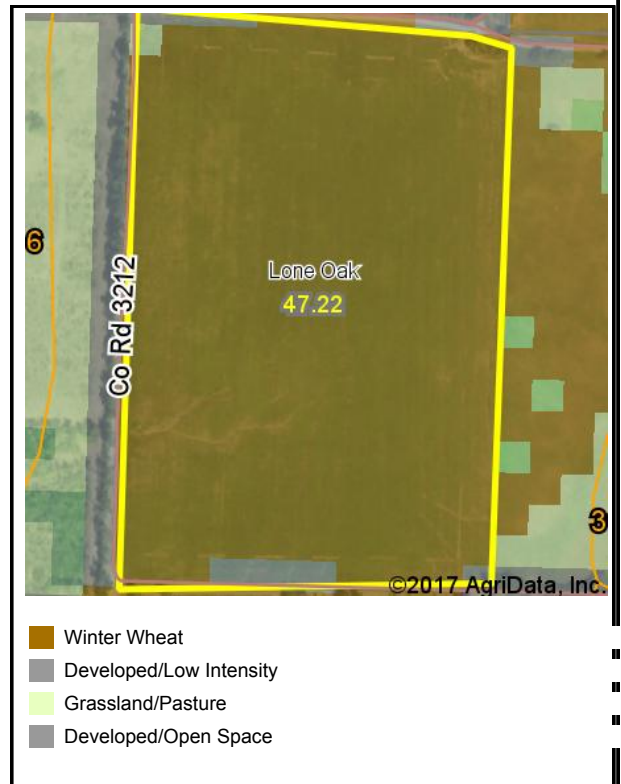 Lone Oak
47.22
6
Co Rd 3212
3
©2017 AgriData, Inc.
Winter Wheat
Developed/Low Intensity
Grassland/Pasture
Developed/Open Space